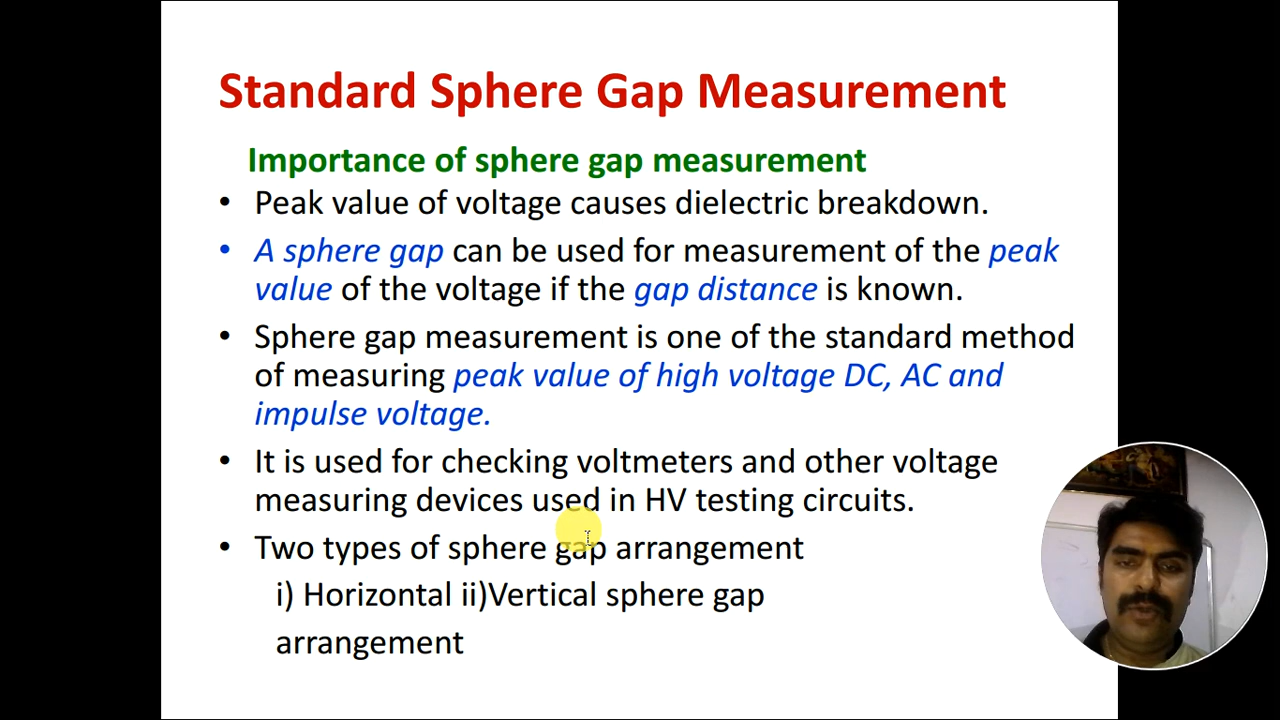 Standard Sphere Gap Measurement
Importance of sphere gap measurement
• Peak value of voltage causes dielectric breakdown.
• A sphere gap can be used for measurement of the peak
value of the voltage if the gap distance is known.
• Sphere gap measurement is one of the standard method
of measuring peak value of high voltage DC, AC and
impulse voltage.
• It is used for checking voltmeters and other voltage
measuring devices used in HV testing circuits.
• Two types of sphere gap arrangement
i) Horizontal ii)Vertical sphere gap
arrangement